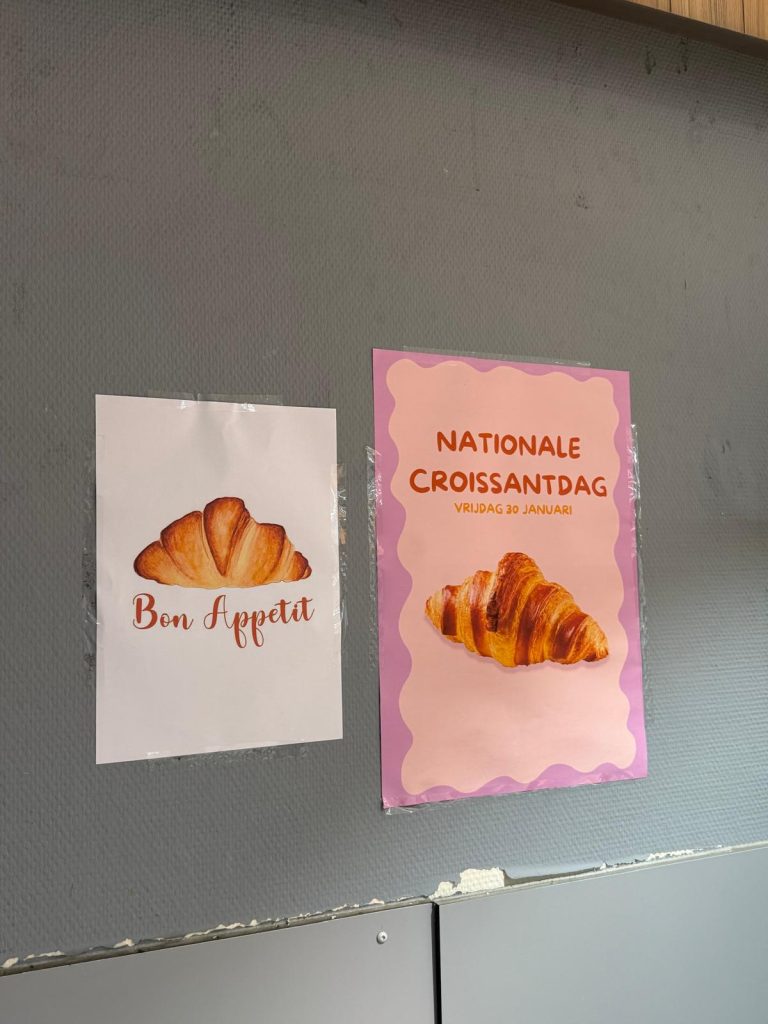 Bon Appetit
NATIONALE
CROISSANTDAG
VRIJDAG 30 JANUARI